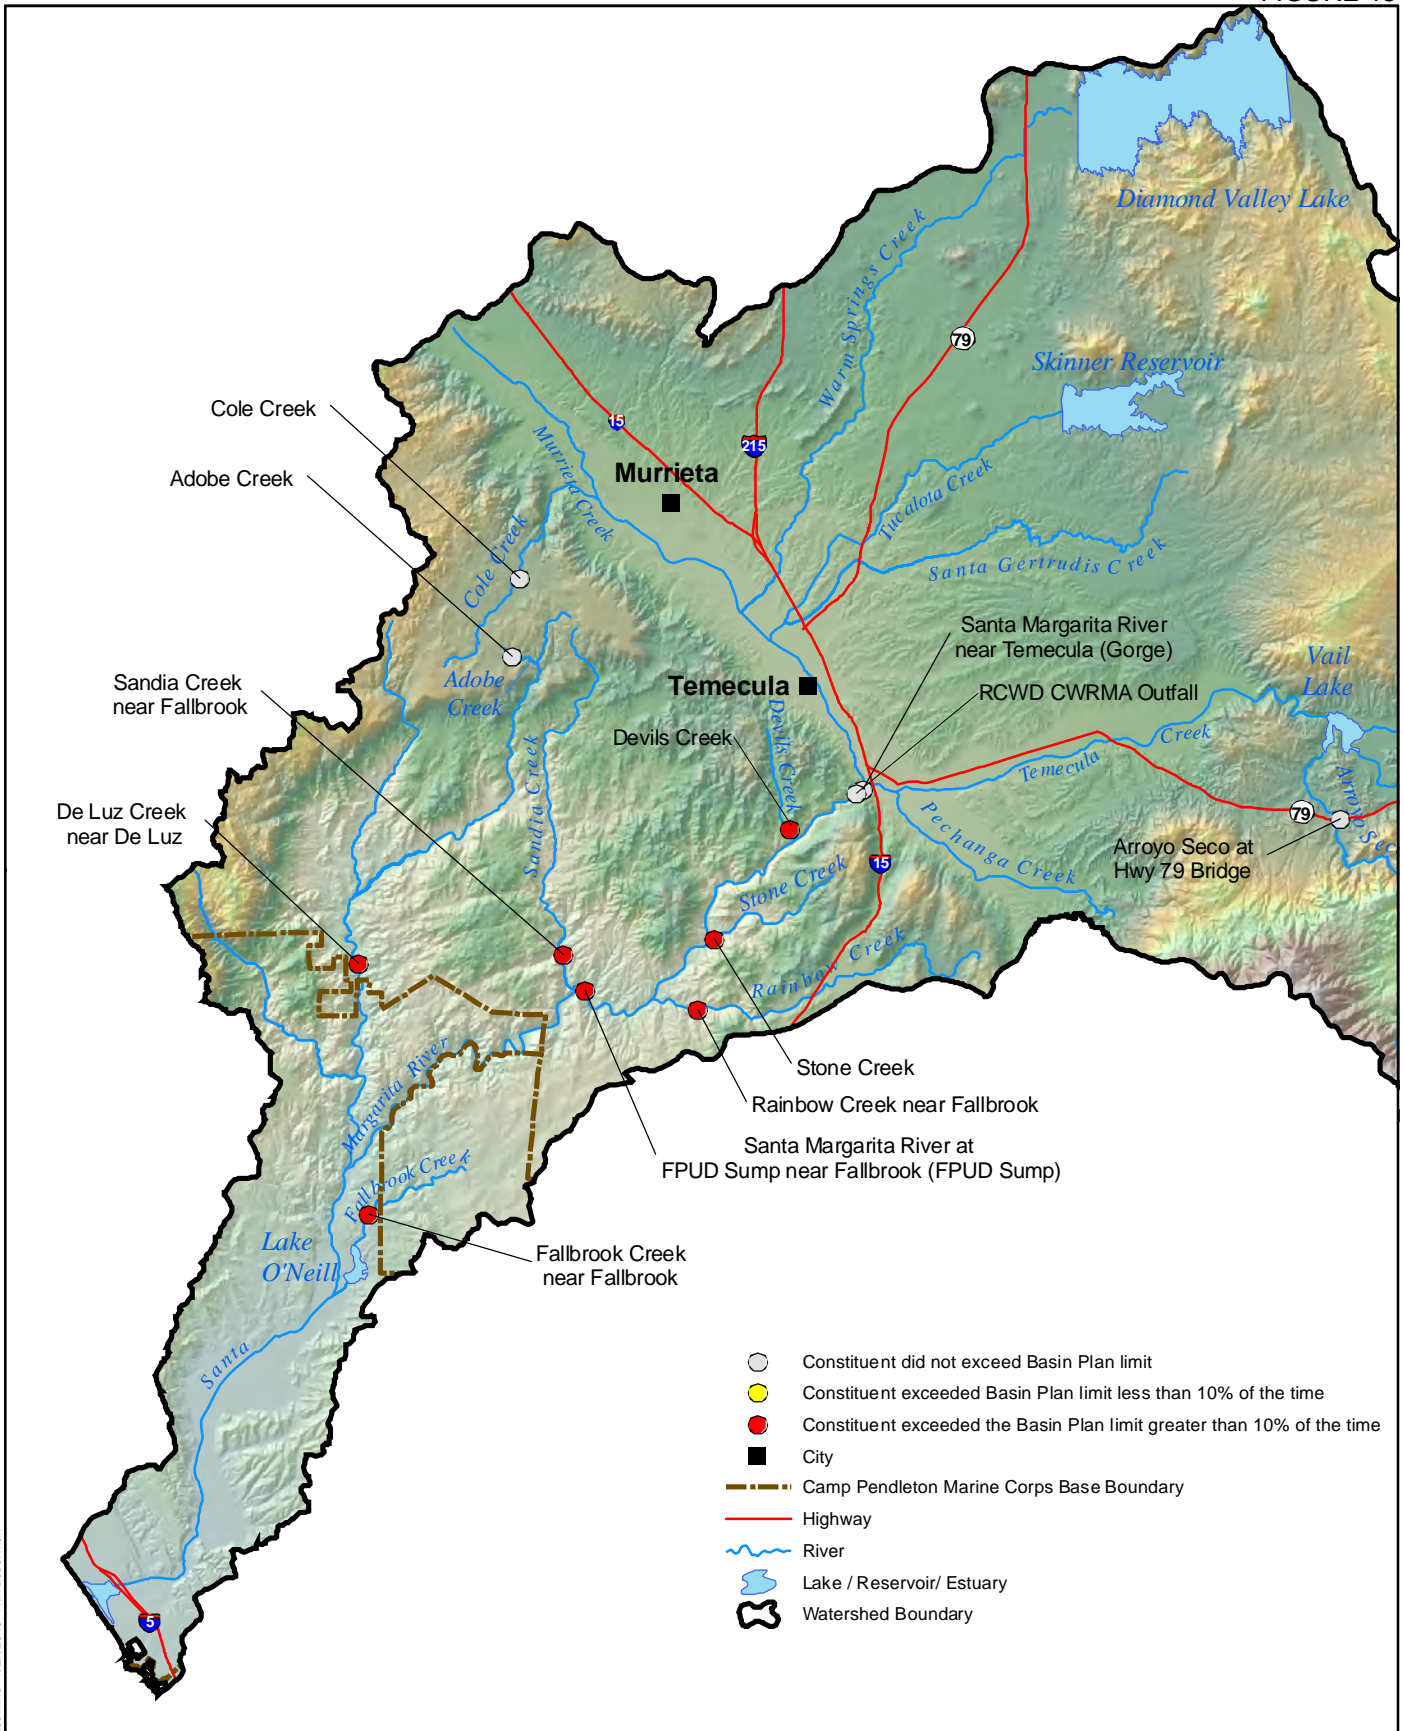 Diamond Valley Lake
Warm Springs Creek
79
Skinner Reservoir
Cole Creek
15
215
Murrieta Creek
Murrieta
Adobe Creek
Tucalota Creek
Cole Creek
Santa Gertrudis Creek
Santa Margarita River
near Temecula (Gorge)
Vail
Lake
Sandia Creek
near Fallbrook
Adobe
Creek
Temecula
RCWD CWRMA Outfall
Devils Creek
Devils Creek
Sandia Creek
Temecula Creek
Arroyo Sec
De Luz Creek
near De Luz
Pechanga Creek
79
Arroyo Seco at
Hwy 79 Bridge
15
Stone Creek
Rainbow Creek
Stone Creek
Rainbow Creek near Fallbrook
Margarita River
Santa Margarita River at
FPUD Sump near Fallbrook (FPUD Sump)
Fallbrook Creek
Lake
O'Neill
Fallbrook Creek
near Fallbrook
Santa
Constituent did not exceed Basin Plan limit
Constituent exceeded Basin Plan limit less than 10% of the time
Constituent exceeded the Basin Plan limit greater than 10% of the time
City
Camp Pendleton Marine Corps Base Boundary
Highway
River
Lake / Reservoir/ Estuary
Watershed Boundary
5